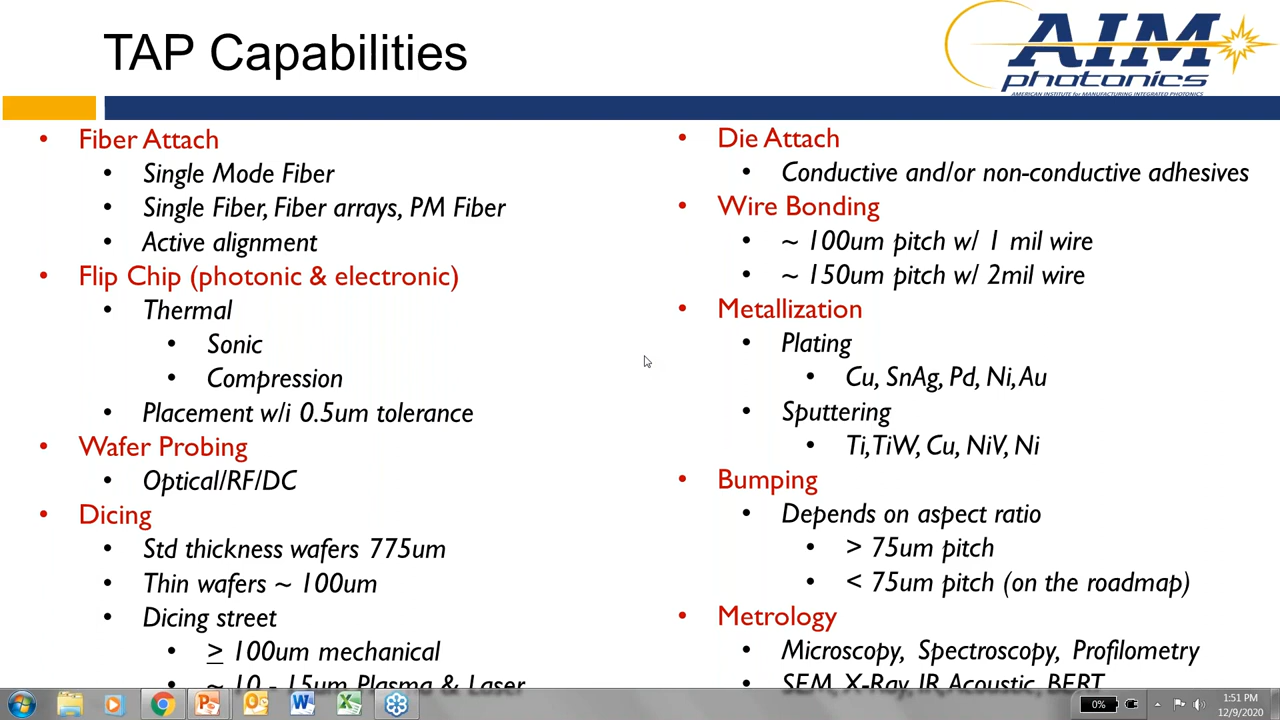 TAP Capabilities
AIM
photonics
AMERICAN INSTITUTE for MANUFACTURING INTEGRATED PHOTONICS
• Fiber Attach
• Single Mode Fiber
• Single Fiber, Fiber arrays, PM Fiber
• Active alignment
• Flip Chip (photonic & electronic)
• Thermal
• Sonic
• Compression
• Placement w/i 0.5um tolerance
• Wafer Probing
• Optical/RF/DC
• Dicing
• Std thickness wafers 775um
• Thin wafers ~ 100um
• Dicing street
• ≥ 100um mechanical
• ~ 10 - 15um Plasma & Laser
• Die Attach
• Conductive and/or non-conductive adhesives
• Wire Bonding
• ~ 100um pitch w/ 1 mil wire
• ~ 150um pitch w/ 2mil wire
• Metallization
• Plating
• Cu, SnAg, Pd, Ni, Au
• Sputtering
• Ti, TiW, Cu, NiV, Ni
• Bumping
• Depends on aspect ratio
• > 75um pitch
• < 75um pitch (on the roadmap)
• Metrology
• Microscopy, Spectroscopy, Profilometry
• SEM, X-Ray, IR, Acoustic, BERT
0%
1:51 PM
12/9/2020